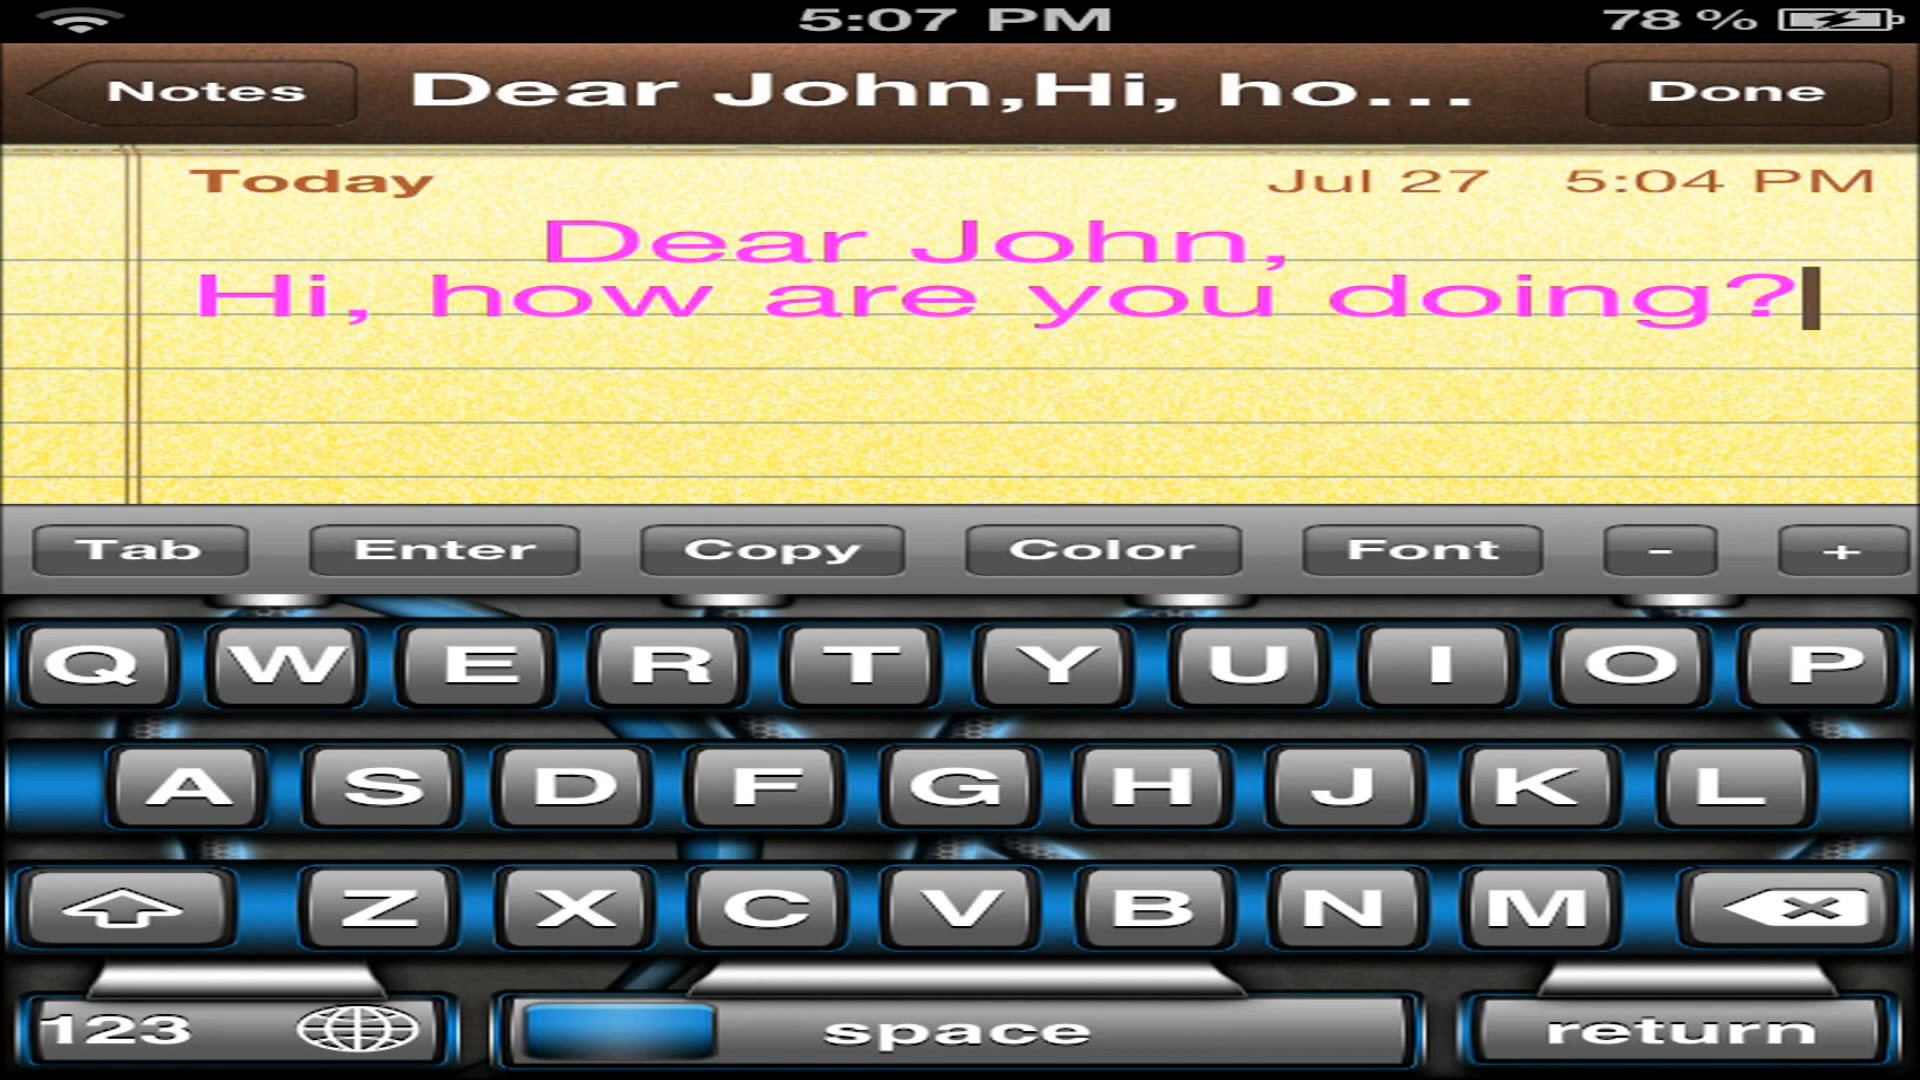 5:07 PM 78 %
Notes Dear John,Hi, ho... Done
Today Jul 27 5:04 PM
Dear John,
Hi, how are you doing?
Tab Enter Copy Color Font - +
Q W E R T Y U I O P
A S D F G H J K L
Z X C V B N M
123 space return